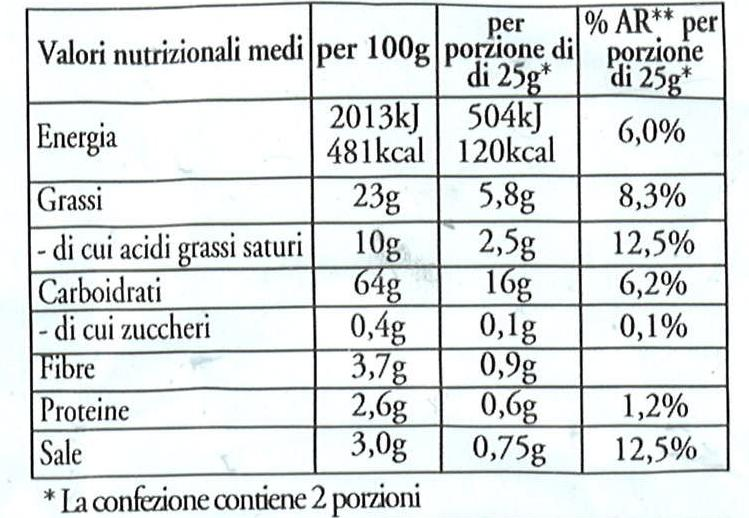 Valori nutrizionali medi per 100g per porzione di di 25g* % AR** per porzione di 25g*
Energia 2013kJ 481kcal 504kJ 120kcal 6,0%
Grassi 23g 5,8g 8,3%
- di cui acidi grassi saturi 10g 2,5g 12,5%
Carboidrati 64g 16g 6,2%
- di cui zuccheri 0,4g 0,1g 0,1%
Fibre 3,7g 0,9g
Proteine 2,6g 0,6g 1,2%
Sale 3,0g 0,75g 12,5%
* La confezione contiene 2 porzioni